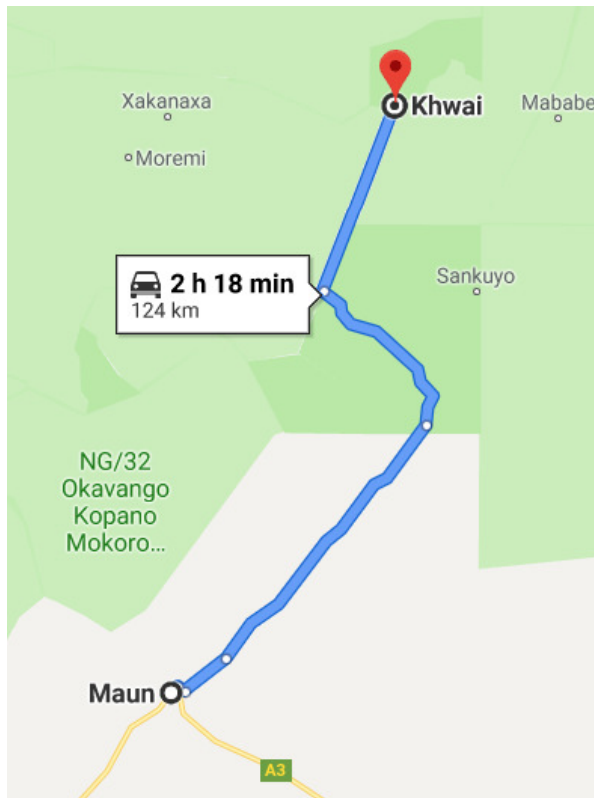 Khwai
Xakanaxa
Mababe
Moremi
2 h 18 min
124 km
Sankuyo
NG/32
Okavango
Kopano
Mokoro...
Maun
A3